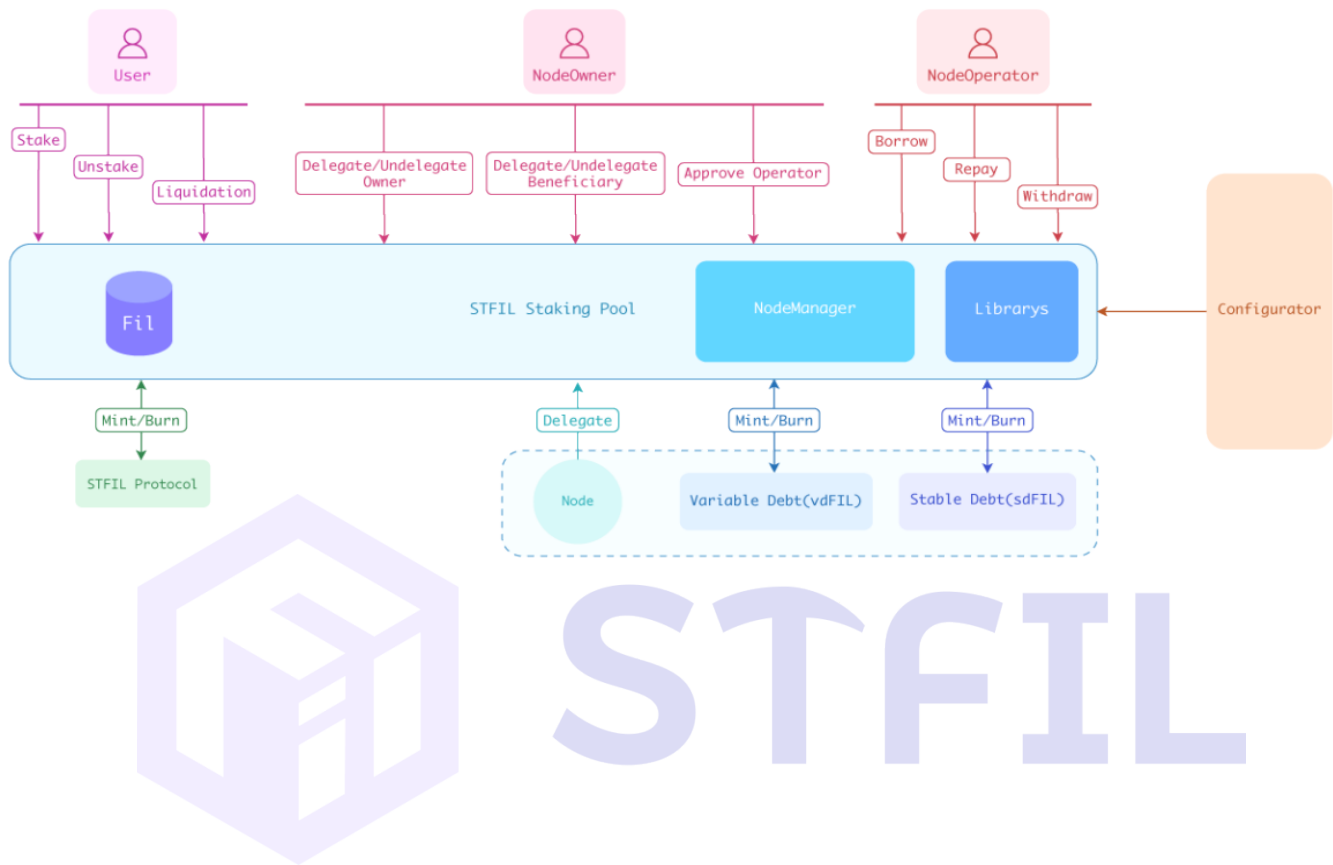 User
NodeOwner
NodeOperator
Stake
Unstake
Liquidation
Delegate/Undelegate
Owner
Delegate/Undelegate
Beneficiary
Approve Operator
Borrow
Repay
Withdraw
Fil
STFIL Staking Pool
NodeManager
Librarys
Configurator
Mint/Burn
Delegate
Mint/Burn
Mint/Burn
STFIL Protocol
Node
Variable Debt(vdFIL)
Stable Debt(sdFIL)
STFIL